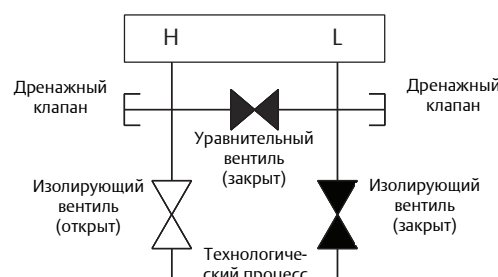 H
L
Дренажный
клапан
Дренажный
клапан
Уравнительный
вентиль
(закрыт)
Изолирующий
вентиль
(открыт)
Изолирующий
вентиль
(закрыт)
Технологиче-
ский процесс